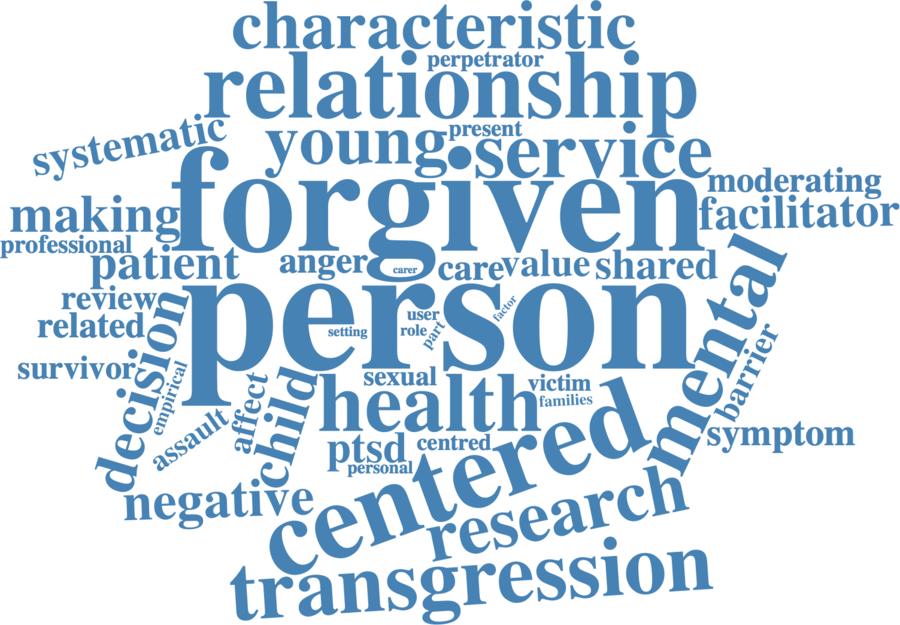 characteristic
perpetrator
relationship
systematic
young
present
service
forgiven
moderating
making
facilitator
professional
patient
anger
carer
care
value
shared
person
mental
review
related
decision
setting
user
role
part
factor
survivor
empirical
assault
affect
child
sexual
health
victim
families
barrier
symptom
ptsd
centred
personal
centered
negative
research
transgression